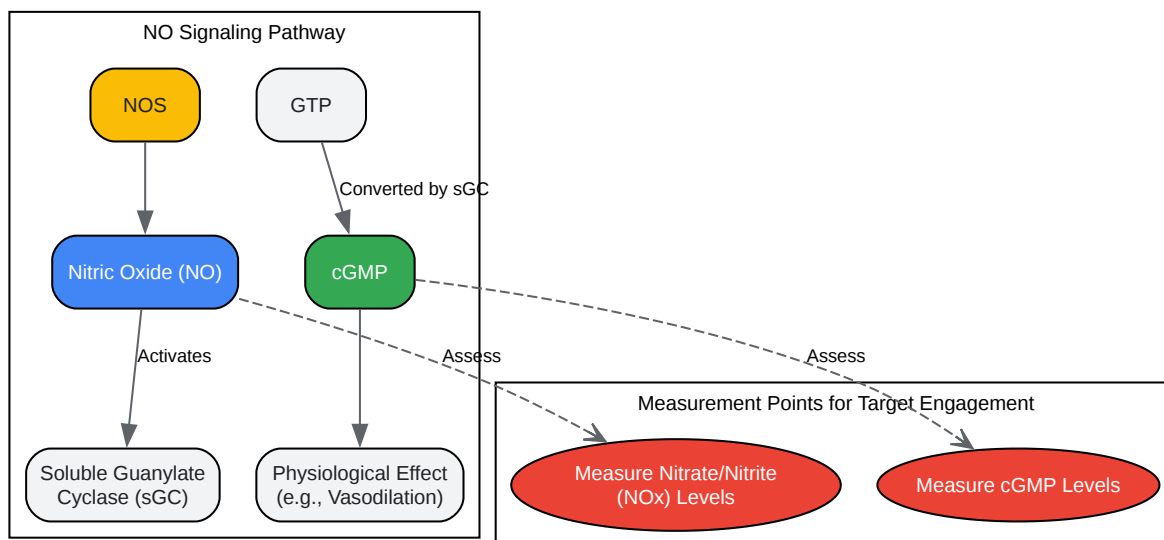 NO Signaling Pathway
NOS
GTP
Converted by sGC
Nitric Oxide (NO)
cGMP
Activates
Assess
Assess
Measurement Points for Target Engagement
Soluble Guanylate
Cyclase (sGC)
Physiological Effect
(e.g., Vasodilation)
Measure Nitrate/Nitrite
(NOx) Levels
Measure cGMP Levels